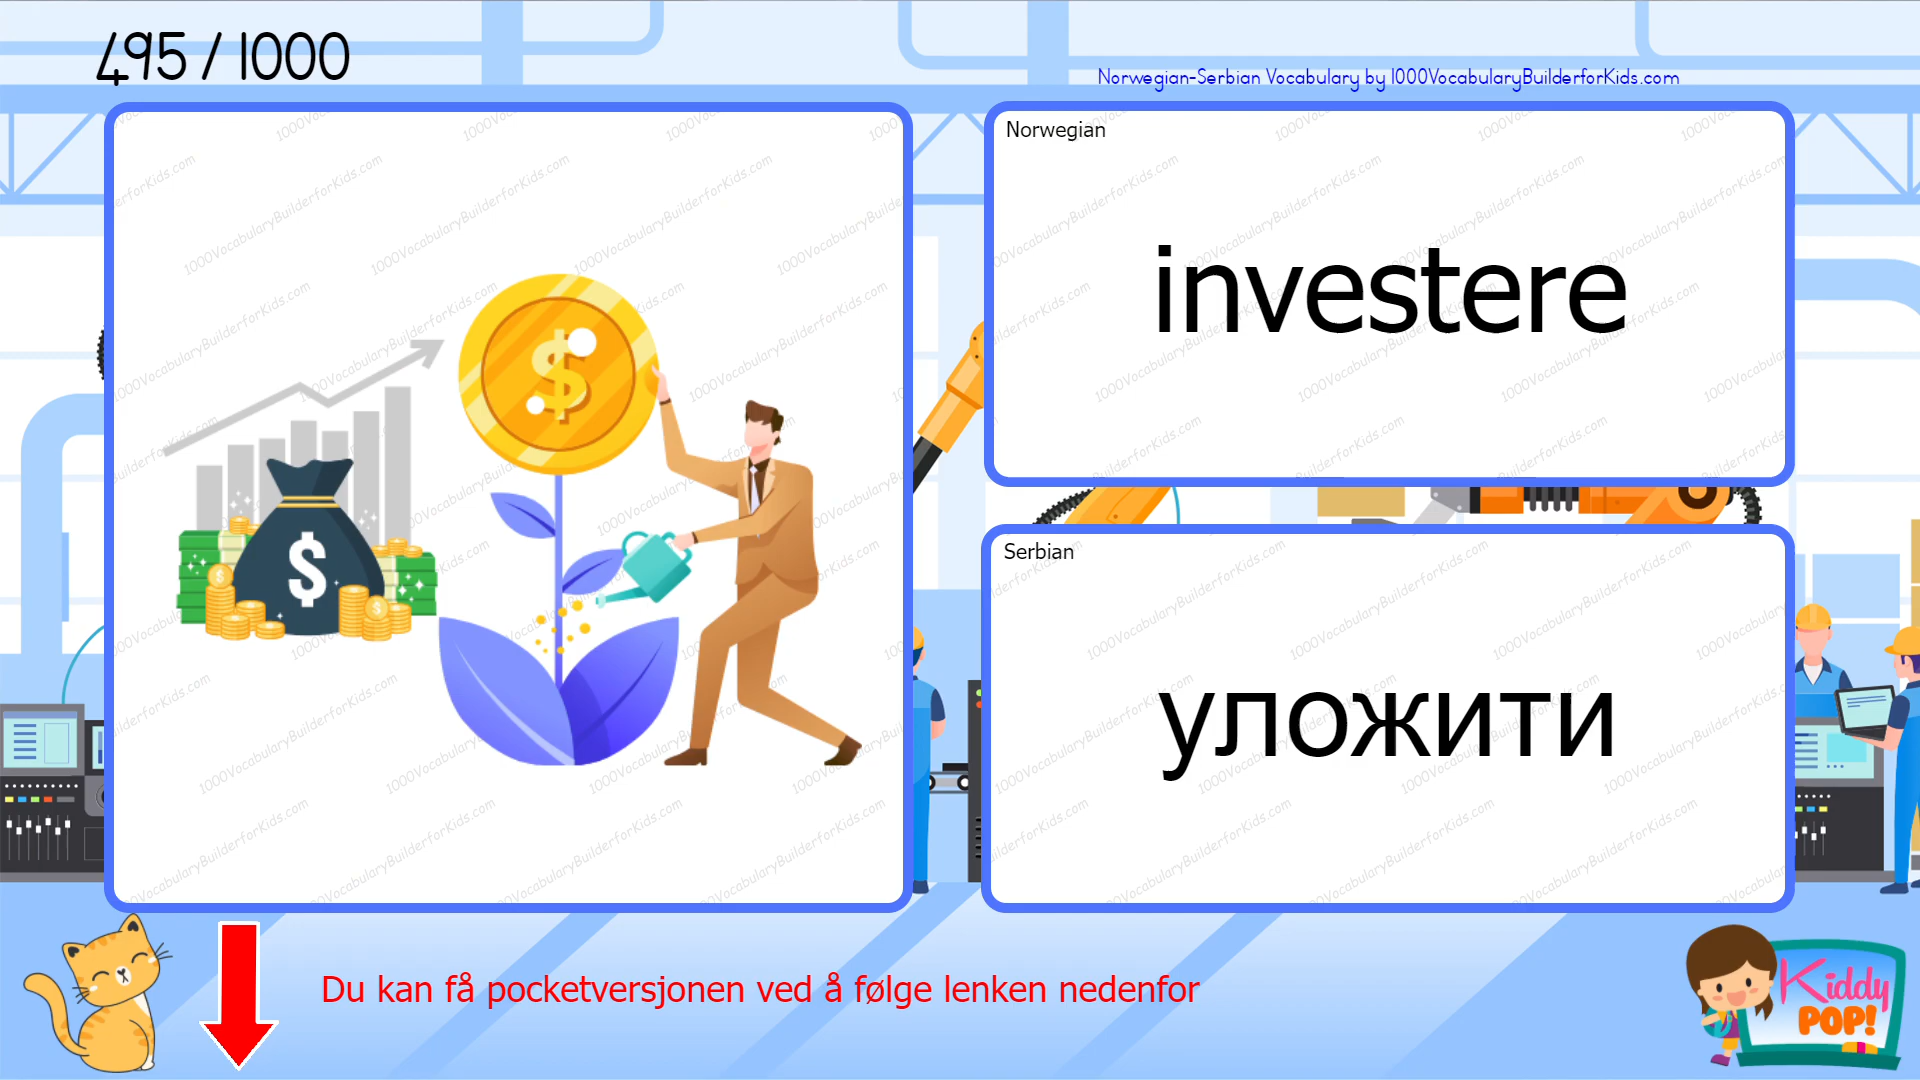 495 / 1000
Norwegian-Serbian Vocabulary by 1000VocabularyBuilderforKids.com
Norwegian
investere
Serbian
уложити
Du kan få pocketversjonen ved å følge lenken nedenfor
Kiddy
POP!